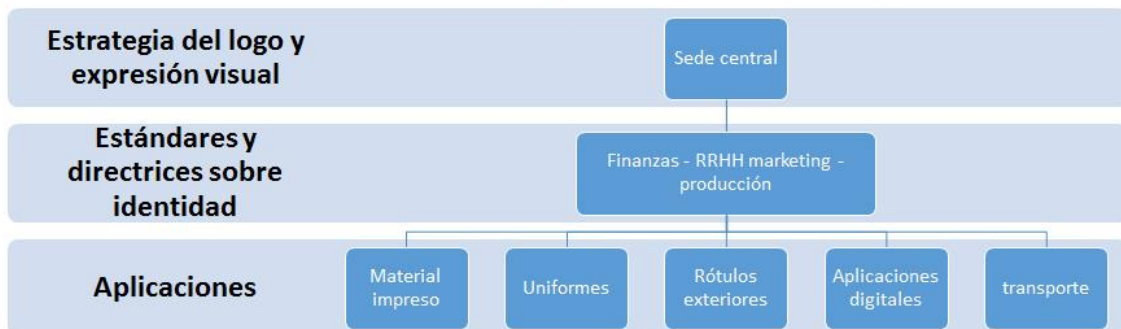 Estrategia del logo y
expresión visual
Sede central
Estándares y
directrices sobre
identidad
Finanzas - RRHH marketing -
producción
Aplicaciones
Material
impreso
Uniformes
Rótulos
exteriores
Aplicaciones
digitales
transporte